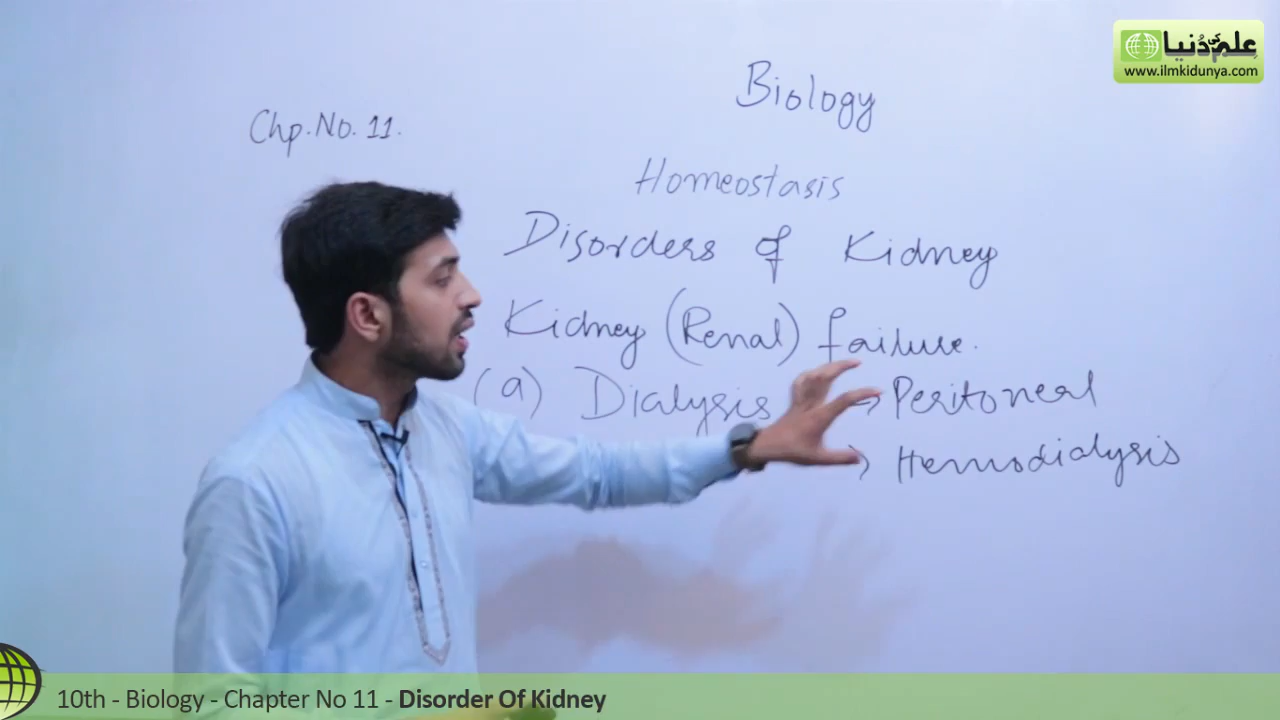 علم کی دُنیا
www.ilmkidunya.com
Biology
Chp. No. 11.
Homeostasis
Disorders of Kidney
Kidney (Renal) failure.
(a) Dialysis → Peritoneal
→ Hemodialysis
10th - Biology - Chapter No 11 - Disorder Of Kidney